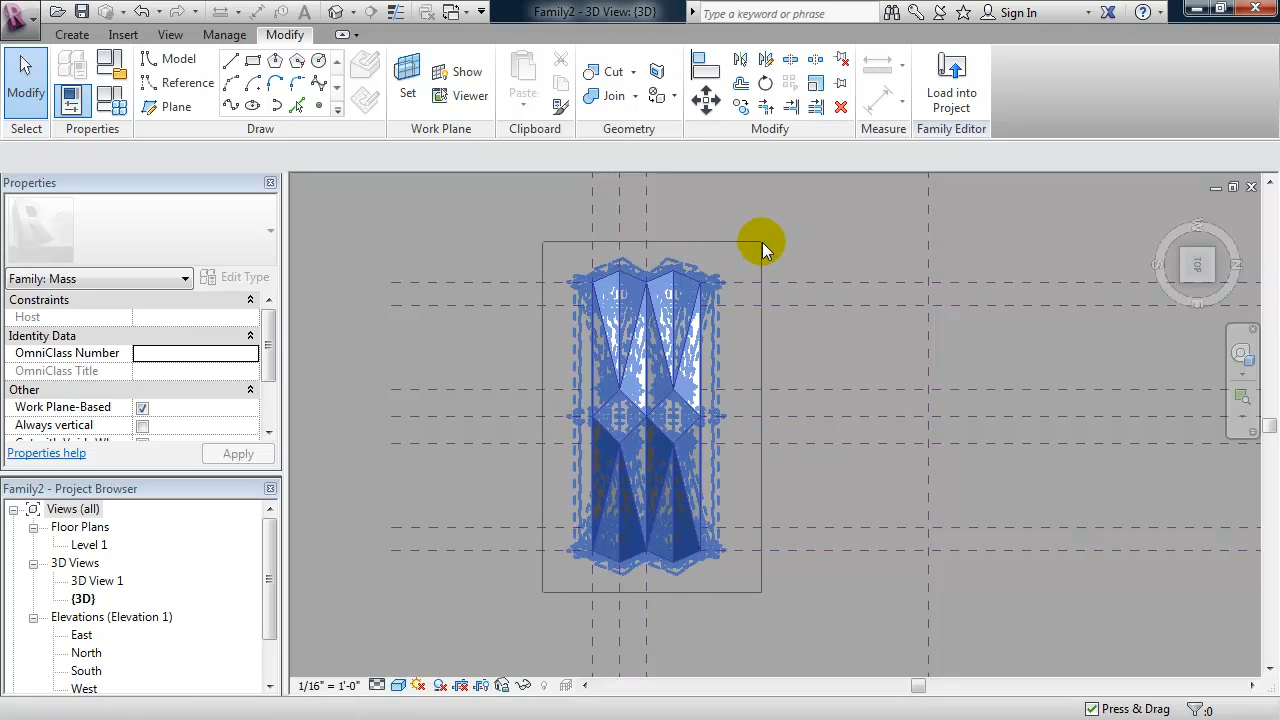 Family2 - 3D View: {3D}
Type a keyword or phrase
Sign In
Create Insert View Manage Modify
Modify
Model
Reference
Plane
Set
Show
Viewer
Paste
Cut
Join
Load into
Project
Select Properties Draw Work Plane Clipboard Geometry Modify Measure Family Editor
Properties
Family: Mass
Edit Type
Constraints
Host
Identity Data
OmniClass Number
OmniClass Title
Other
Work Plane-Based
Always vertical
Properties help
Apply
Family2 - Project Browser
Views (all)
Floor Plans
Level 1
3D Views
3D View 1
{3D}
Elevations (Elevation 1)
East
North
South
West
TOP
1/16" = 1'-0"
Press & Drag
:0